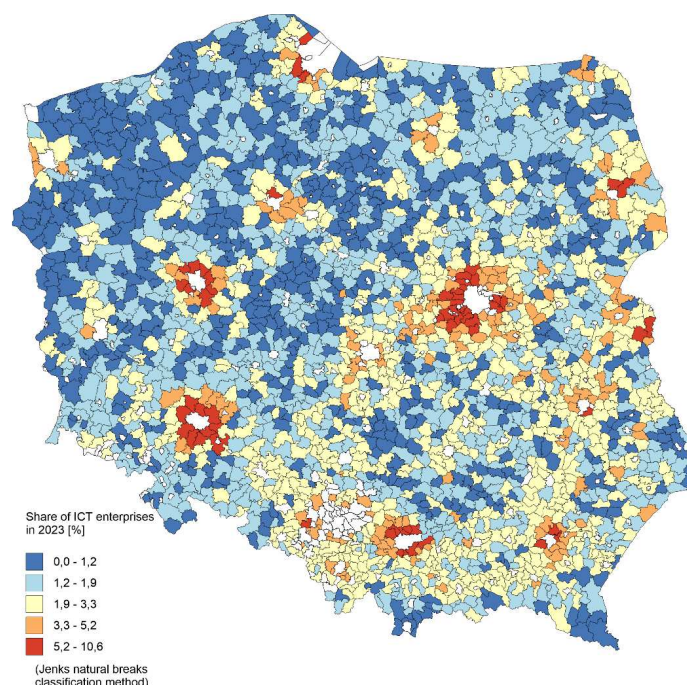 Share of ICT enterprises
in 2023 [%]
0,0 - 1,2
1,2 - 1,9
1,9 - 3,3
3,3 - 5,2
5,2 - 10,6
(Jenks natural breaks
classification method)